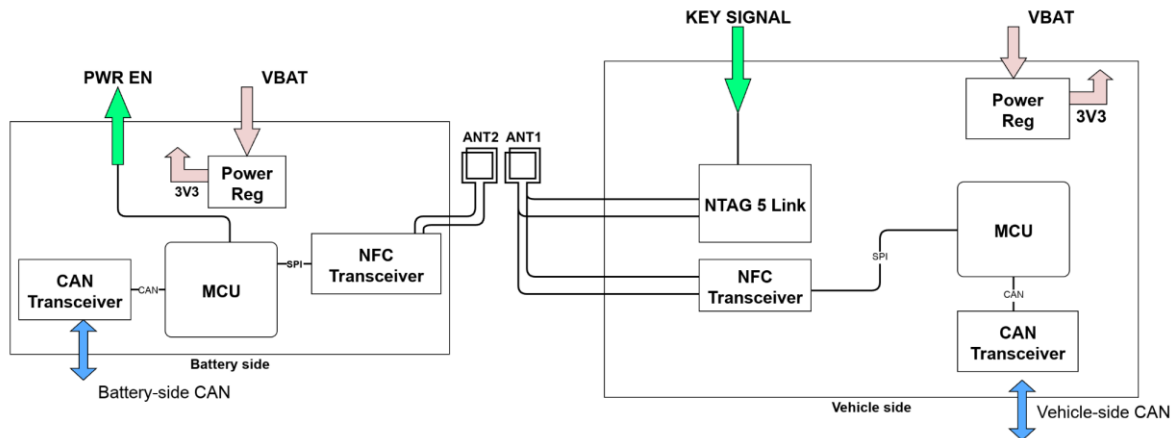 KEY SIGNAL
VBAT
PWR EN
VBAT
Power
Reg
3V3
ANT2
ANT1
Power
Reg
3V3
NTAG 5 Link
MCU
NFC
Transceiver
SPI
CAN
Transceiver
CAN
MCU
SPI
NFC
Transceiver
CAN
CAN
Transceiver
Battery side
Battery-side CAN
Vehicle side
Vehicle-side CAN